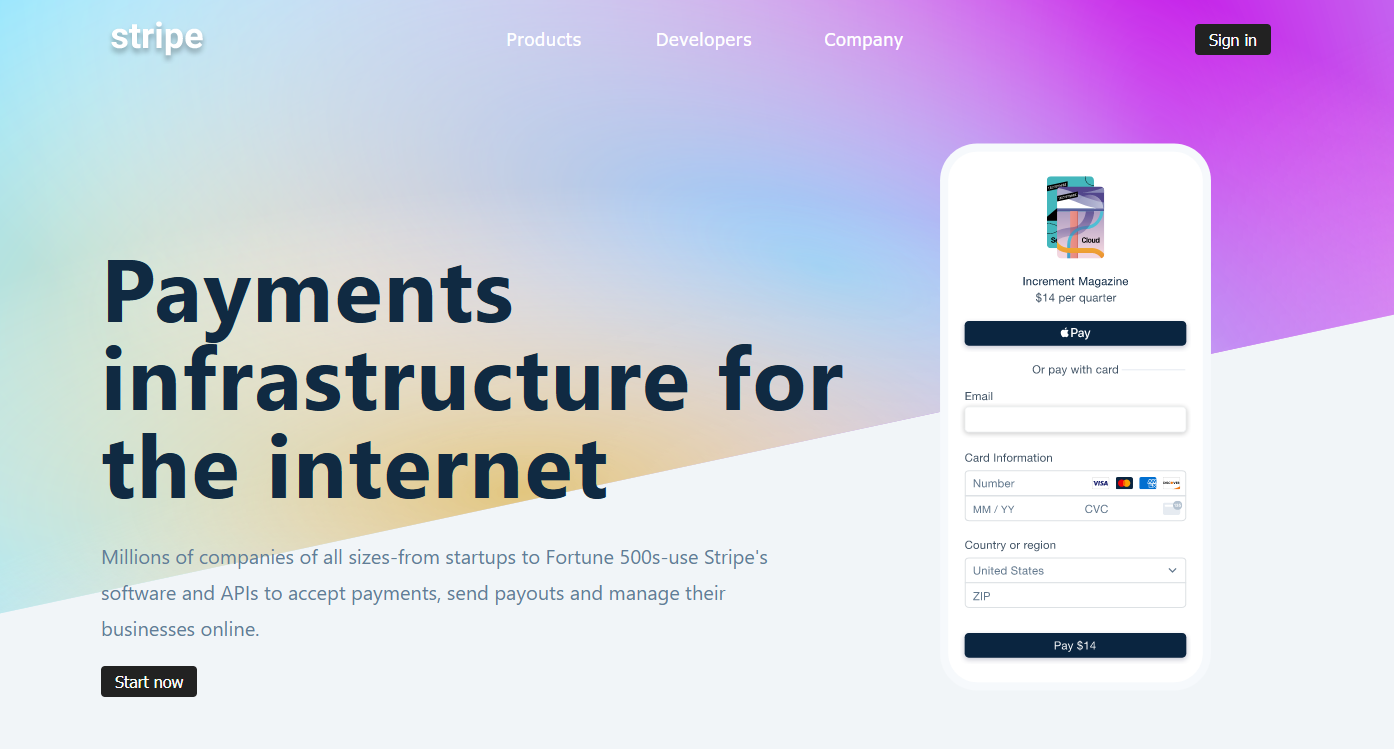 stripe
Products
Developers
Company
Sign in
Payments
infrastructure for
the internet
Millions of companies of all sizes-from startups to Fortune 500s-use Stripe's
software and APIs to accept payments, send payouts and manage their
businesses online.
Start now
Cloud
Increment Magazine
$14 per quarter
Pay
Or pay with card
Email
Card Information
Number
VISA
DISCOVER
MM / YY
CVC
Country or region
United States
ZIP
Pay $14